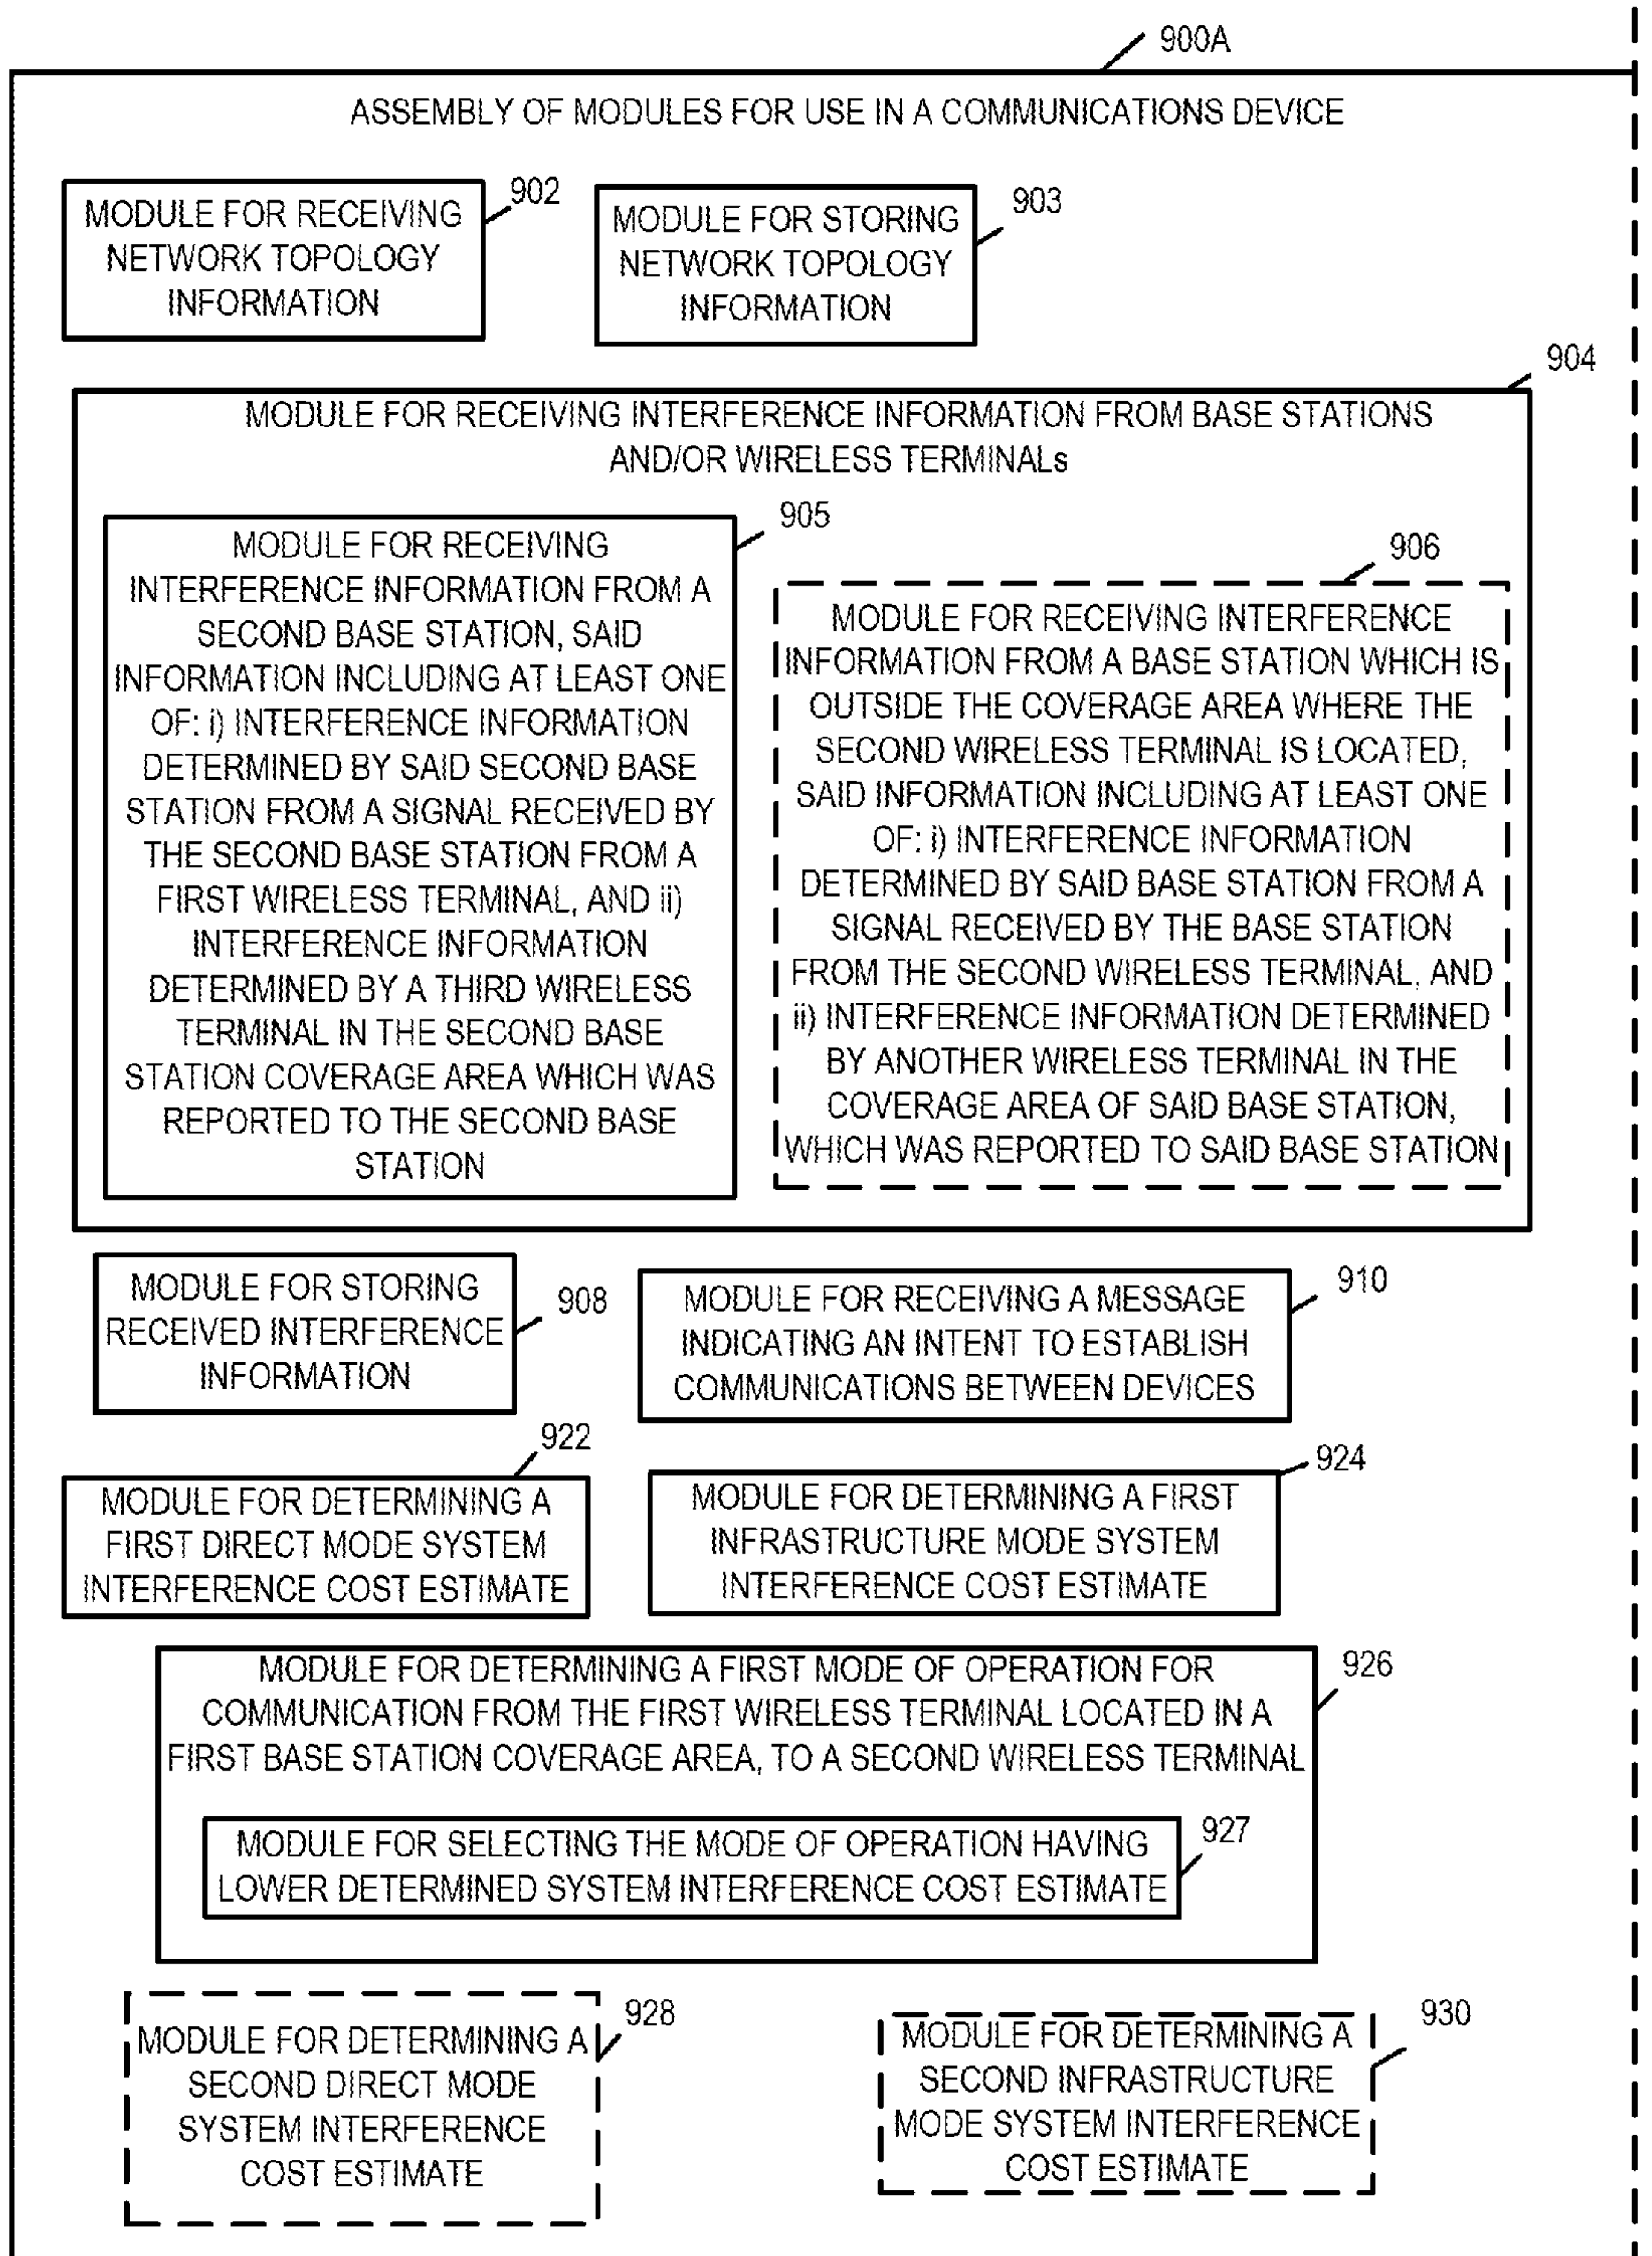 900A
ASSEMBLY OF MODULES FOR USE IN A COMMUNICATIONS DEVICE
MODULE FOR RECEIVING
NETWORK TOPOLOGY
INFORMATION
902
MODULE FOR STORING
NETWORK TOPOLOGY
INFORMATION
903
904
MODULE FOR RECEIVING INTERFERENCE INFORMATION FROM BASE STATIONS
AND/OR WIRELESS TERMINALs
905
MODULE FOR RECEIVING
INTERFERENCE INFORMATION FROM A
SECOND BASE STATION, SAID
INFORMATION INCLUDING AT LEAST ONE
OF: i) INTERFERENCE INFORMATION
DETERMINED BY SAID SECOND BASE
STATION FROM A SIGNAL RECEIVED BY
THE SECOND BASE STATION FROM A
FIRST WIRELESS TERMINAL, AND ii)
INTERFERENCE INFORMATION
DETERMINED BY A THIRD WIRELESS
TERMINAL IN THE SECOND BASE
STATION COVERAGE AREA WHICH WAS
REPORTED TO THE SECOND BASE
STATION
906
MODULE FOR RECEIVING INTERFERENCE
INFORMATION FROM A BASE STATION WHICH IS
OUTSIDE THE COVERAGE AREA WHERE THE
SECOND WIRELESS TERMINAL IS LOCATED,
SAID INFORMATION INCLUDING AT LEAST ONE
OF: i) INTERFERENCE INFORMATION
DETERMINED BY SAID BASE STATION FROM A
SIGNAL RECEIVED BY THE BASE STATION
FROM THE SECOND WIRELESS TERMINAL, AND
ii) INTERFERENCE INFORMATION DETERMINED
BY ANOTHER WIRELESS TERMINAL IN THE
COVERAGE AREA OF SAID BASE STATION,
WHICH WAS REPORTED TO SAID BASE STATION
MODULE FOR STORING
RECEIVED INTERFERENCE
INFORMATION
908
MODULE FOR RECEIVING A MESSAGE
INDICATING AN INTENT TO ESTABLISH
COMMUNICATIONS BETWEEN DEVICES
910
922
MODULE FOR DETERMINING A
FIRST DIRECT MODE SYSTEM
INTERFERENCE COST ESTIMATE
924
MODULE FOR DETERMINING A FIRST
INFRASTRUCTURE MODE SYSTEM
INTERFERENCE COST ESTIMATE
926
MODULE FOR DETERMINING A FIRST MODE OF OPERATION FOR
COMMUNICATION FROM THE FIRST WIRELESS TERMINAL LOCATED IN A
FIRST BASE STATION COVERAGE AREA, TO A SECOND WIRELESS TERMINAL
927
MODULE FOR SELECTING THE MODE OF OPERATION HAVING
LOWER DETERMINED SYSTEM INTERFERENCE COST ESTIMATE
928
MODULE FOR DETERMINING A
SECOND DIRECT MODE
SYSTEM INTERFERENCE
COST ESTIMATE
930
MODULE FOR DETERMINING A
SECOND INFRASTRUCTURE
MODE SYSTEM INTERFERENCE
COST ESTIMATE